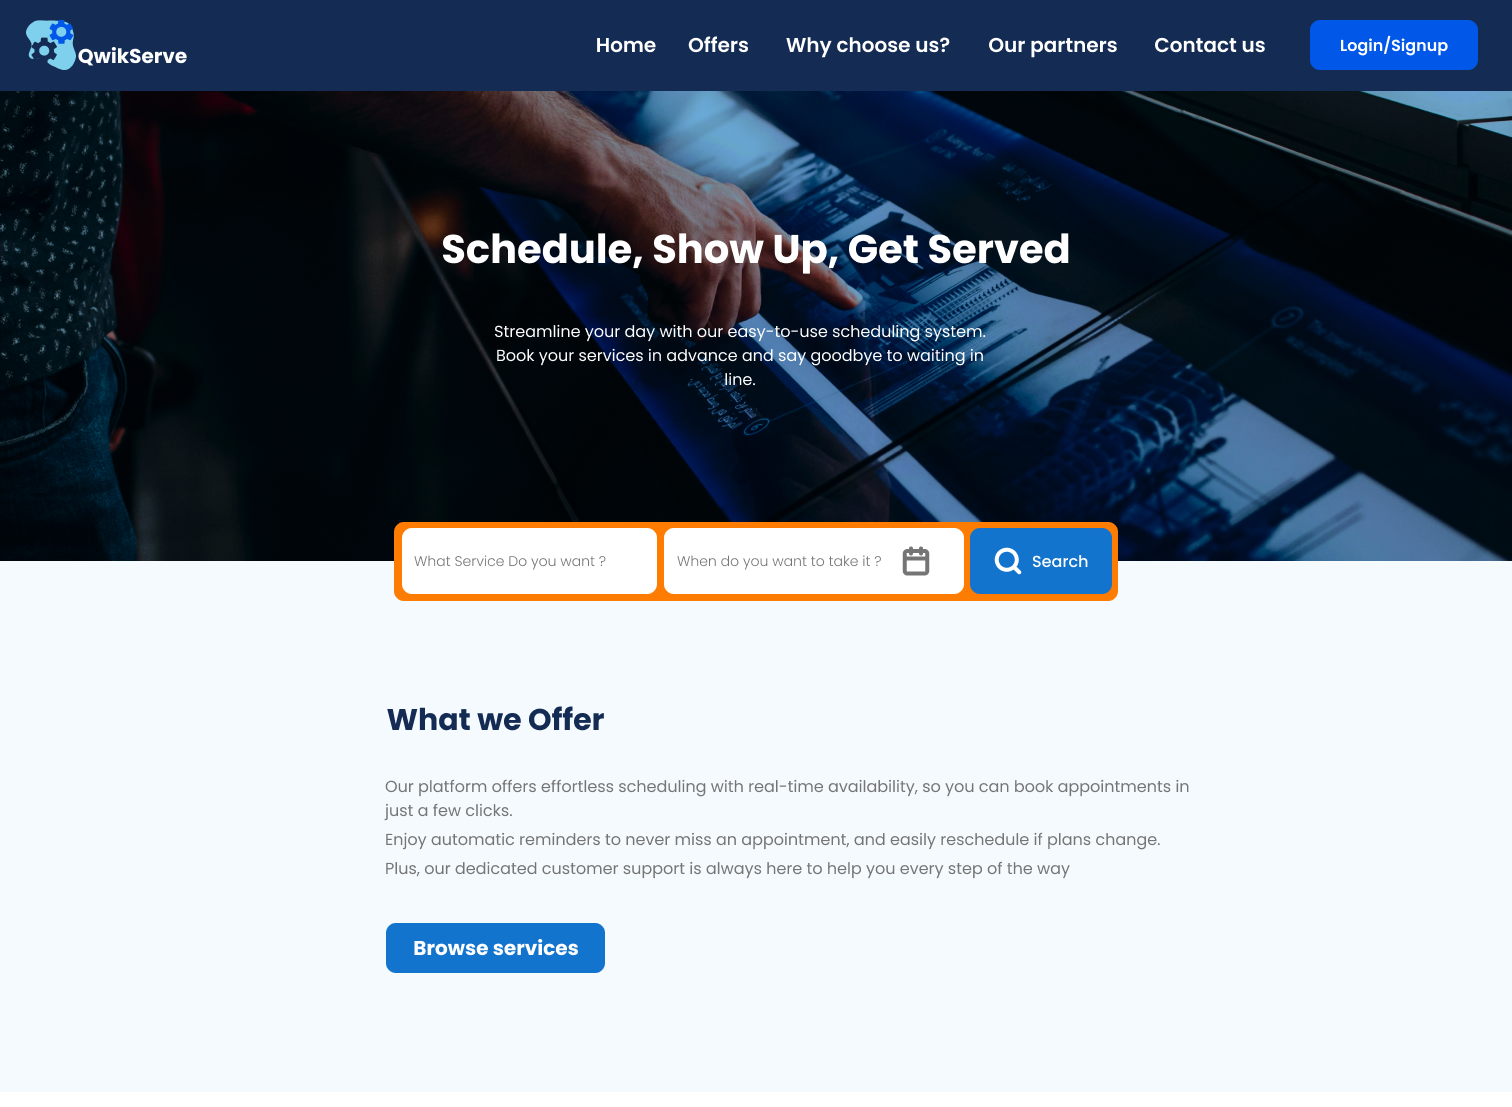 QwikServe
Home Offers Why choose us? Our partners Contact us Login/Signup
Schedule, Show Up, Get Served
Streamline your day with our easy-to-use scheduling system.
Book your services in advance and say goodbye to waiting in
line.
What Service Do you want ?
When do you want to take it ?
Search
What we Offer
Our platform offers effortless scheduling with real-time availability, so you can book appointments in
just a few clicks.
Enjoy automatic reminders to never miss an appointment, and easily reschedule if plans change.
Plus, our dedicated customer support is always here to help you every step of the way
Browse services